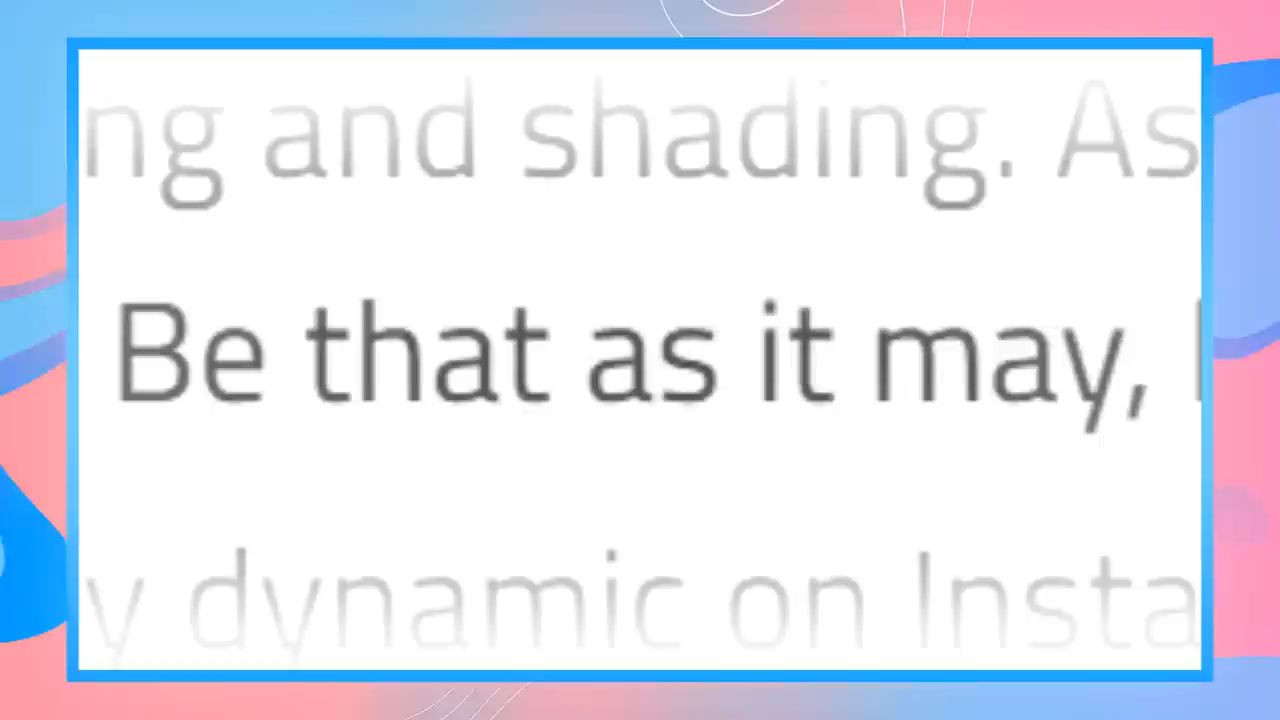 ng and shading. As
Be that as it may,
y dynamic on Insta